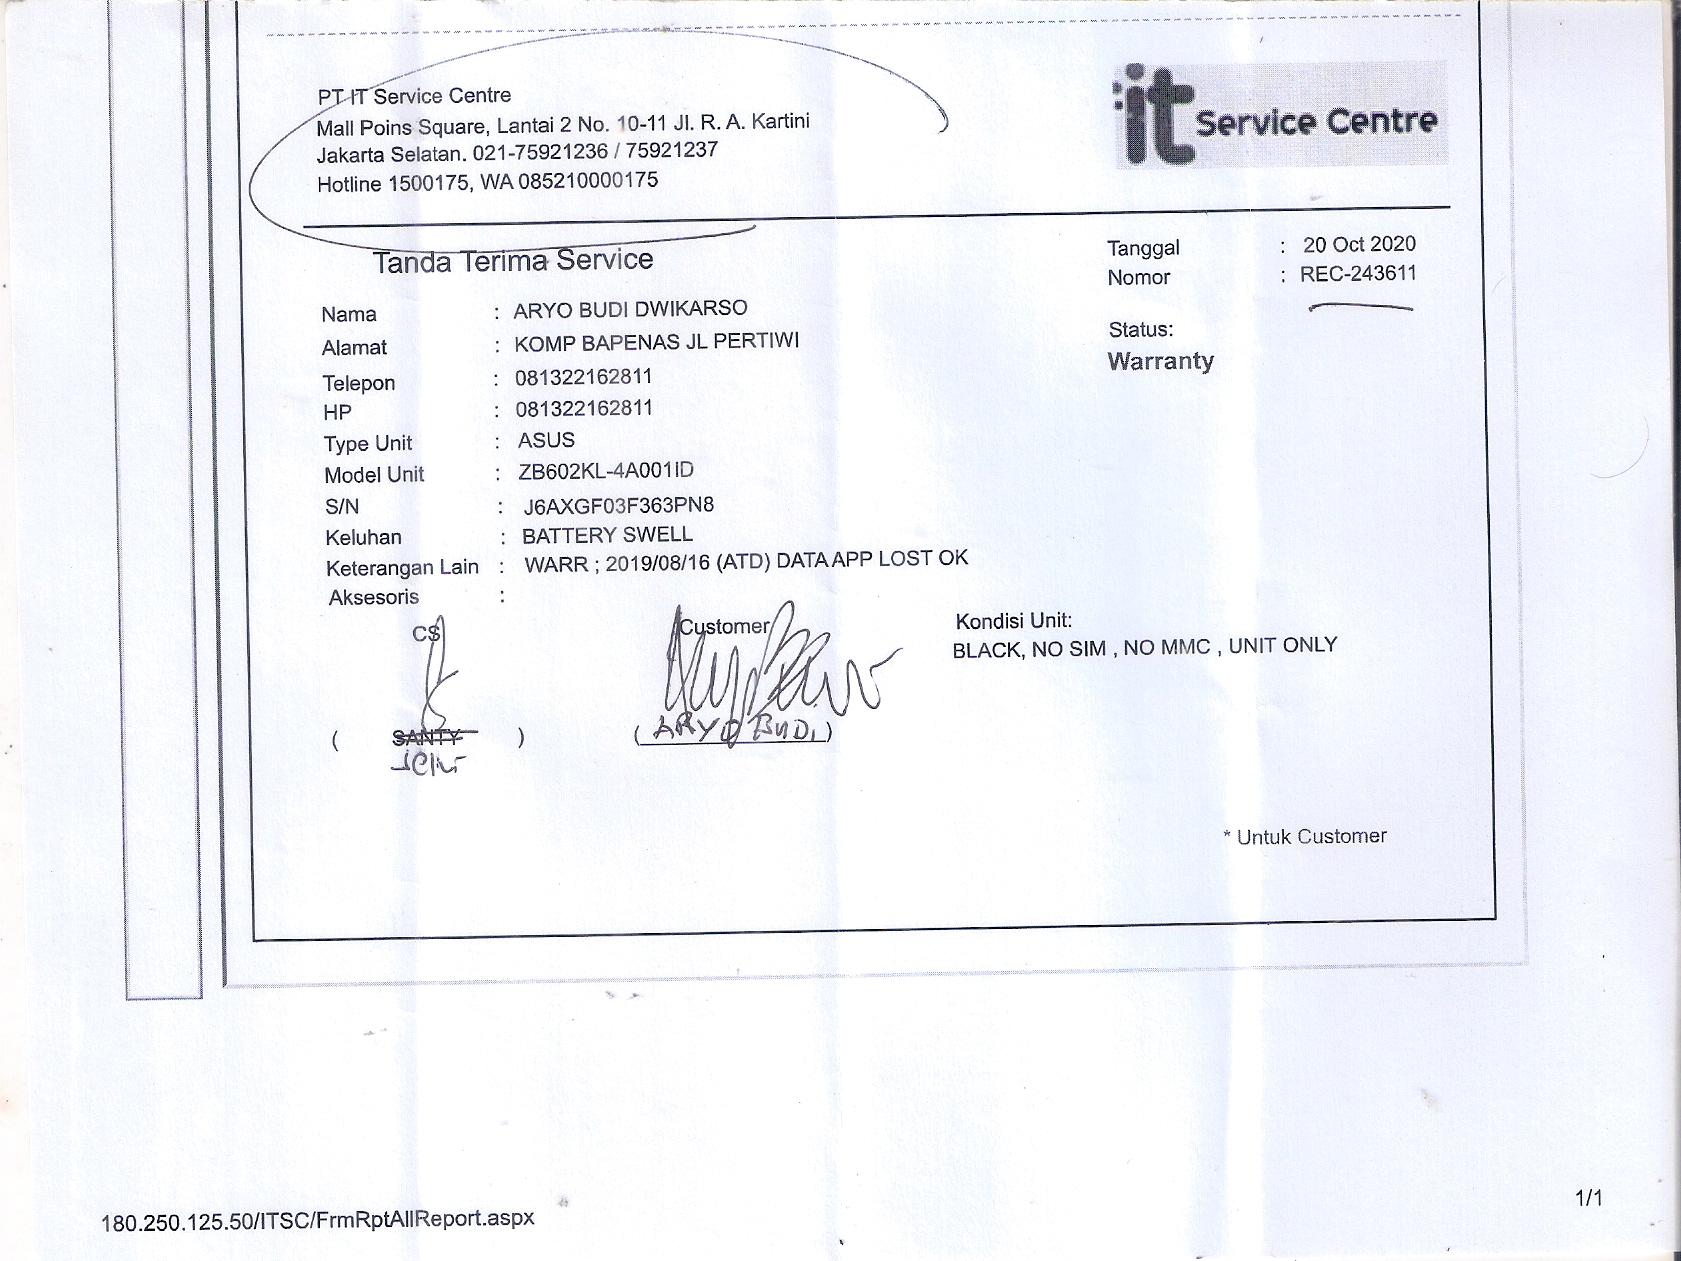 PT IT Service Centre
Mall Poins Square, Lantai 2 No. 10-11 Jl. R. A. Kartini
Jakarta Selatan. 021-75921236 / 75921237
Hotline 1500175, WA 085210000175
it Service Centre
Tanda Terima Service
Tanggal : 20 Oct 2020
Nomor : REC-243611
Status:
Warranty
Nama : ARYO BUDI DWIKARSO
Alamat : KOMP BAPENAS JL PERTIWI
Telepon : 081322162811
HP : 081322162811
Type Unit : ASUS
Model Unit : ZB602KL-4A001ID
S/N : J6AXGF03F363PN8
Keluhan : BATTERY SWELL
Keterangan Lain : WARR ; 2019/08/16 (ATD) DATA APP LOST OK
Aksesoris :
CS
Customer
( SANTY )
(ARYO BUDI)
Kondisi Unit:
BLACK, NO SIM , NO MMC , UNIT ONLY
* Untuk Customer
180.250.125.50/ITSC/FrmRptAllReport.aspx
1/1